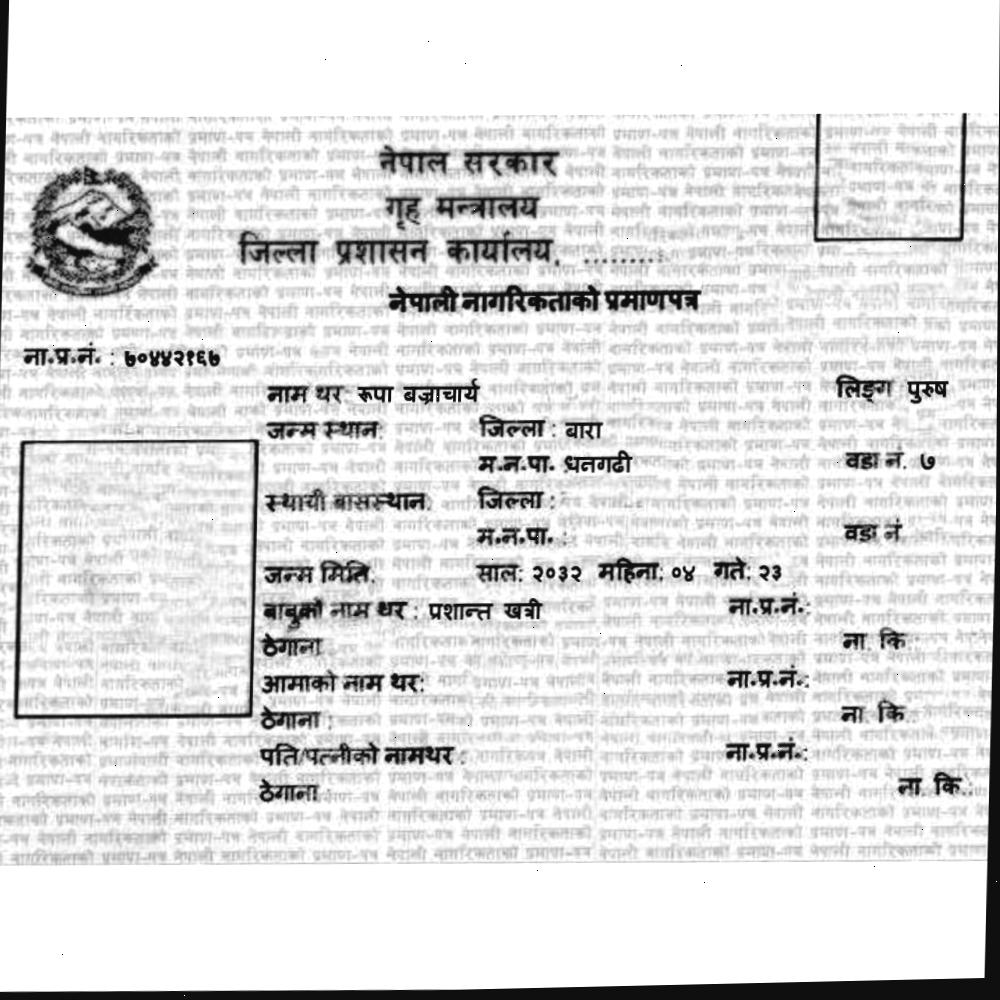 नेपाल सरकार
गृह मन्त्रालय
जिल्ला प्रशासन कार्यालय, .........
नेपाली नागरिकताको प्रमाणपत्र
ना.प्र.नं. : ७०४४२१६७
नाम थर: रूपा बज्राचार्य लिङ्ग पुरुष
जन्म स्थान: जिल्ला : बारा
म.न.पा. धनगढी वडा नं. ७
स्थायी बासस्थान: जिल्ला :
म.न.पा. : वडा नं
जन्म मिति: साल: २०३२ महिना: ०४ गते: २३
बाबुको नाम थर : प्रशान्त खत्री ना.प्र.नं.:
ठेगाना ना. कि.:
आमाको नाम थर: ना.प्र.नं.:
ठेगाना : ना. कि.
पति/पत्नीको नामथर : ना.प्र.नं.:
ठेगाना ना. कि.: